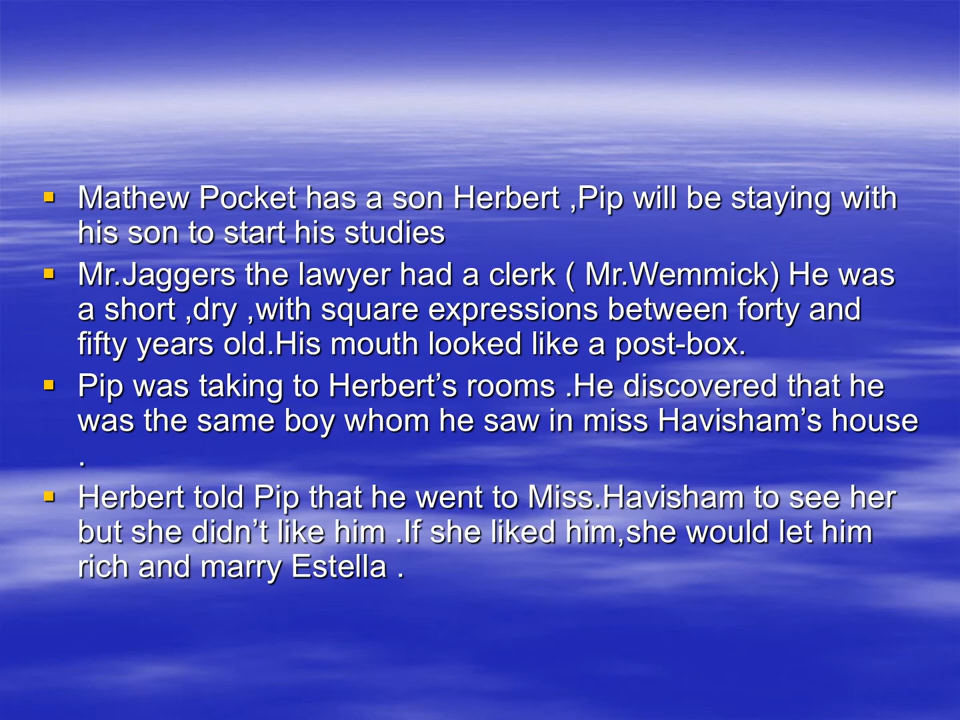 ▪ Mathew Pocket has a son Herbert ,Pip will be staying with
his son to start his studies
▪ Mr.Jaggers the lawyer had a clerk ( Mr.Wemmick) He was
a short ,dry ,with square expressions between forty and
fifty years old.His mouth looked like a post-box.
▪ Pip was taking to Herbert’s rooms .He discovered that he
was the same boy whom he saw in miss Havisham’s house
.
▪ Herbert told Pip that he went to Miss.Havisham to see her
but she didn’t like him .If she liked him,she would let him
rich and marry Estella .